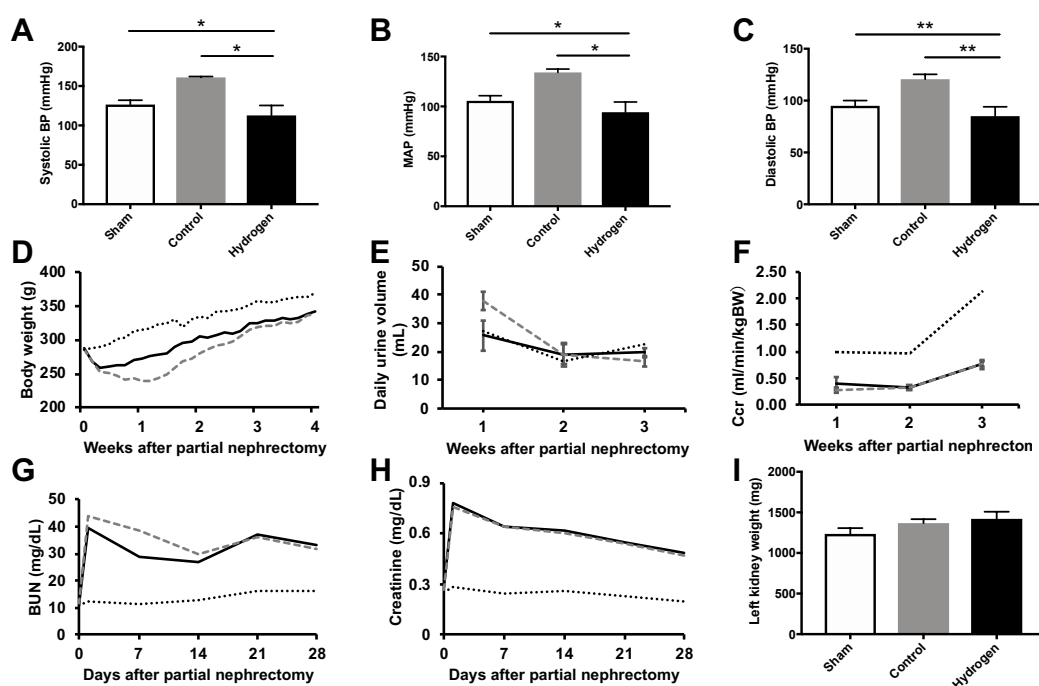 A
*
*
Systolic BP (mmHg)
200
150
100
50
0
Sham
Control
Hydrogen
B
*
*
MAP (mmHg)
150
100
50
0
Sham
Control
Hydrogen
C
**
**
Diastolic BP (mmHg)
150
100
50
0
Sham
Control
Hydrogen
D
Body weight (g)
400
350
300
250
200
0 1 2 3 4
Weeks after partial nephrectomy
E
Daily urine volume
(mL)
50
40
30
20
10
0
1 2 3
Weeks after partial nephrectomy
F
Ccr (ml/min/kgBW)
2.50
2.00
1.50
1.00
0.50
0.00
1 2 3
Weeks after partial nephrecton
G
BUN (mg/dL)
50
40
30
20
10
0
0 7 14 21 28
Days after partial nephrectomy
H
Creatinine (mg/dL)
0.9
0.6
0.3
0.0
0 7 14 21 28
Days after partial nephrectomy
I
Left kidney weight (mg)
2000
1500
1000
500
0
Sham
Control
Hydrogen